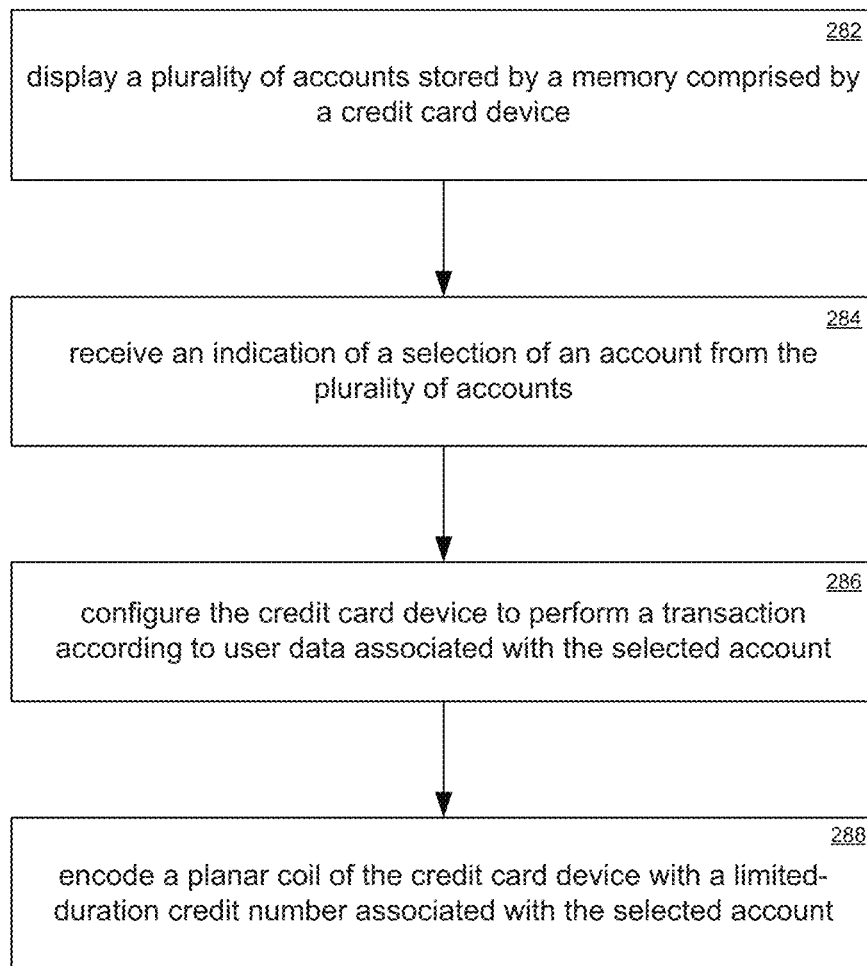 282
display a plurality of accounts stored by a memory comprised by
a credit card device
284
receive an indication of a selection of an account from the
plurality of accounts
286
configure the credit card device to perform a transaction
according to user data associated with the selected account
288
encode a planar coil of the credit card device with a limited-
duration credit number associated with the selected account